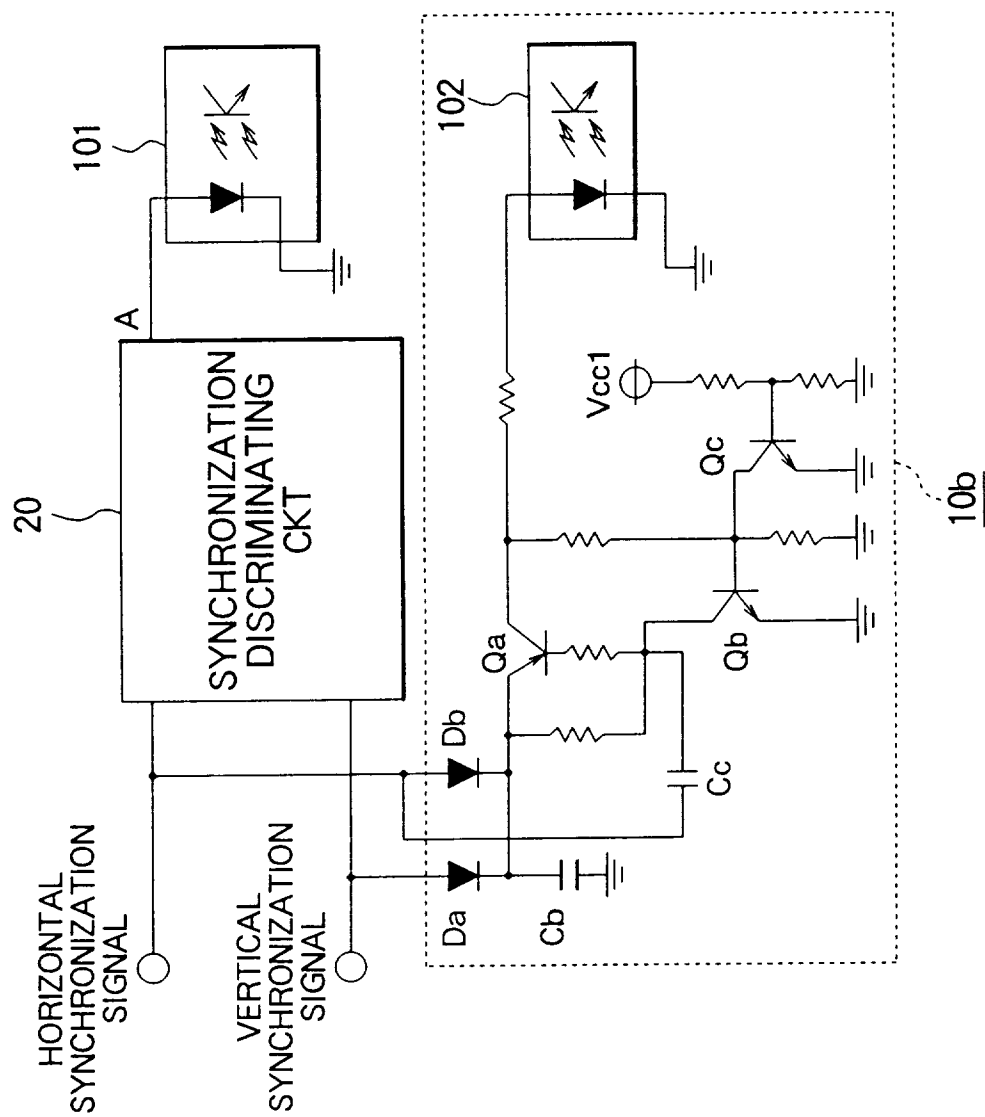 HORIZONTAL
SYNCHRONIZATION
SIGNAL
VERTICAL
SYNCHRONIZATION
SIGNAL
20
SYNCHRONIZATION
DISCRIMINATING
CKT
A
101
102
Da
Db
Cb
Cc
Qa
Qb
Qc
Vcc1
10b